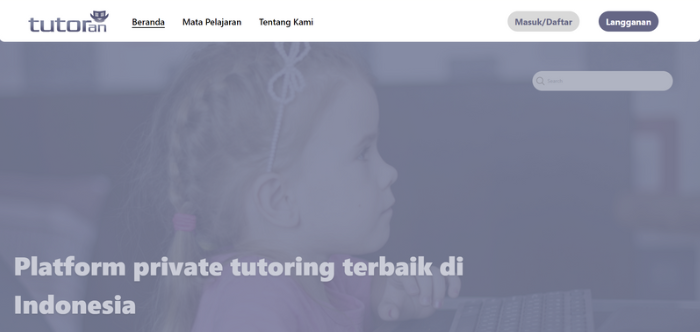 tutoran
Beranda Mata Pelajaran Tentang Kami Masuk/Daftar Langganan
Search
Platform private tutoring terbaik di
Indonesia